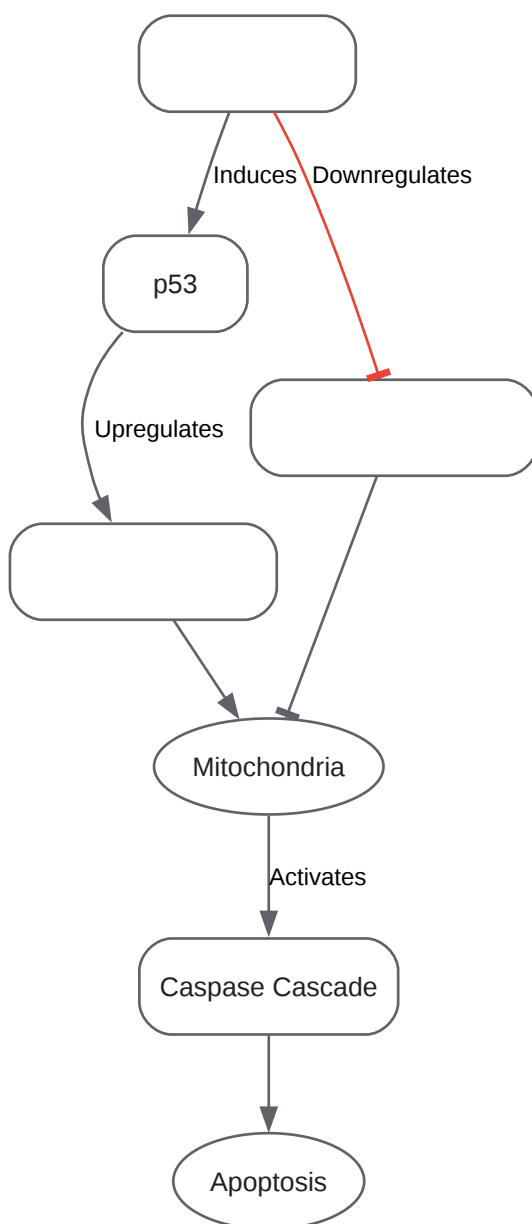 Induces
Downregulates
p53
Upregulates
Mitochondria
Activates
Caspase Cascade
Apoptosis